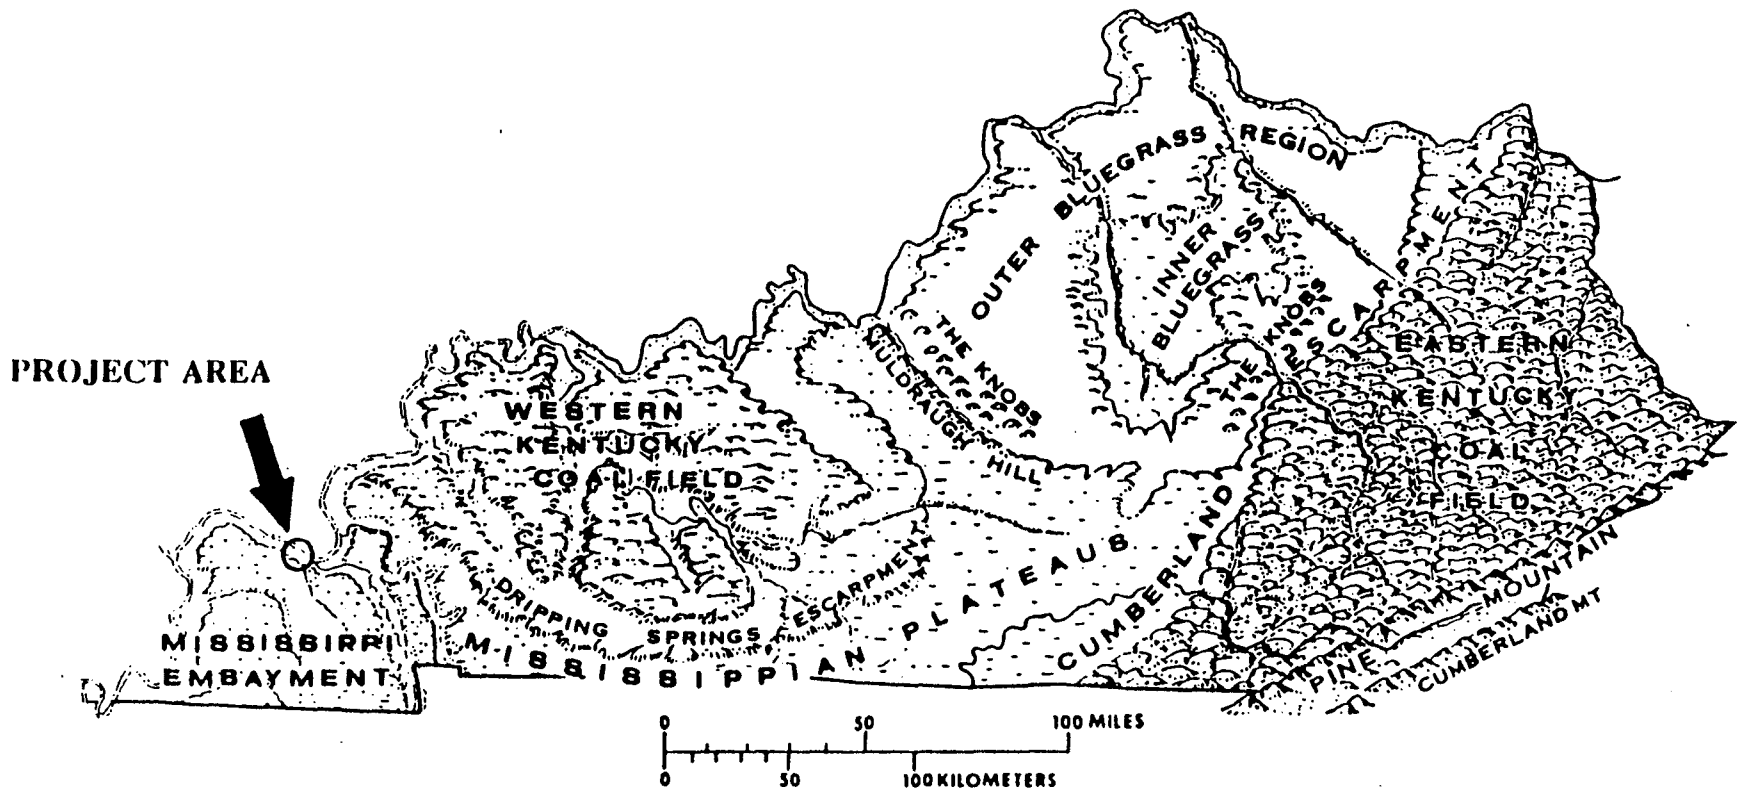 BLUEGRASS REGION
OUTER
INNER
BLUEGRASS
THE KNOBS
MULDRAUGH HILL
THE KNOBS
ESCARPMENT
EASTERN
KENTUCKY
COAL
FIELD
PROJECT AREA
WESTERN
KENTUCKY
COAL FIELD
DRIPPING SPRINGS ESCARPMENT
MISSISSIPPI
EMBAYMENT
MISSISSIPPIAN PLATEAUS
CUMBERLAND
PINE MOUNTAIN
CUMBERLAND MT
0 50 100 MILES
0 50 100 KILOMETERS